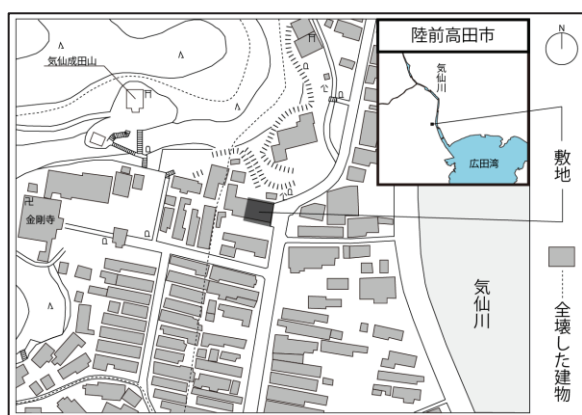 陸前高田市
N
気仙川
広田湾
気仙成田山
金剛寺
敷地
気仙川
全壊した建物